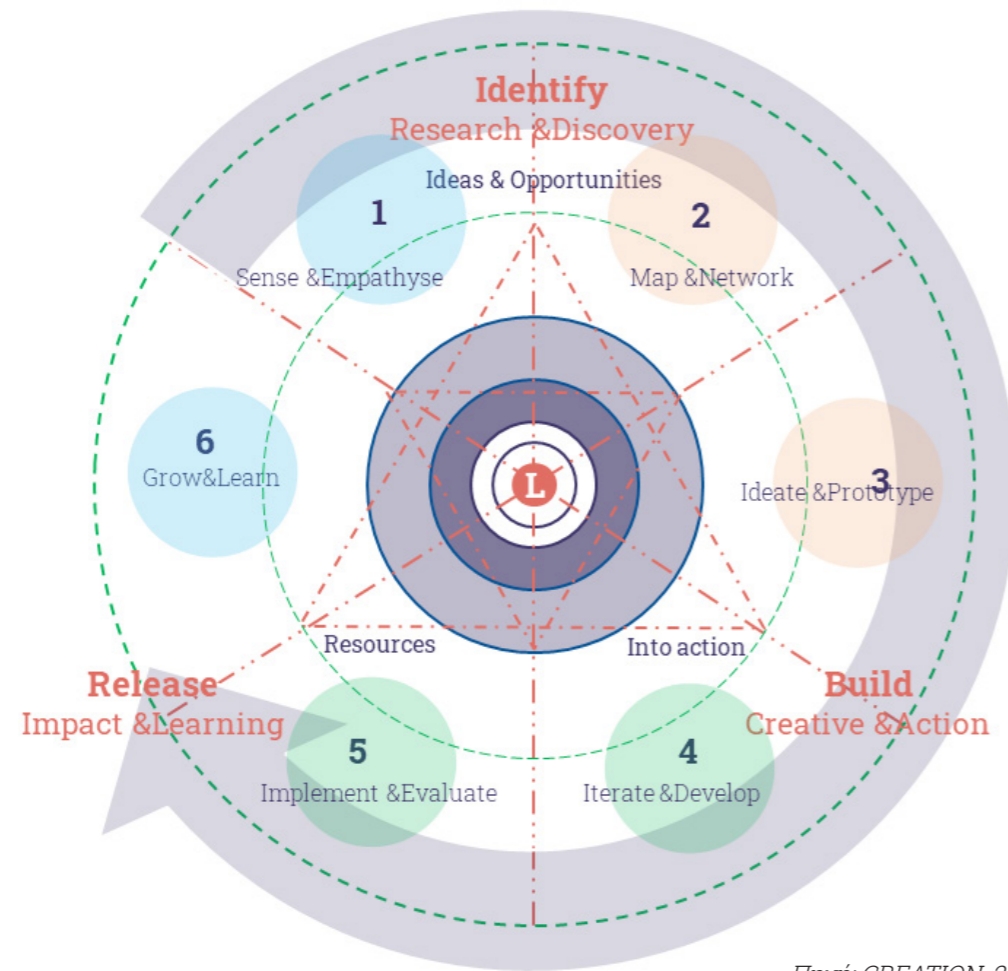 Identify
Research &Discovery
Ideas & Opportunities
1
Sense &Empathyse
2
Map &Network
6
Grow&Learn
L
3
Ideate &Prototype
Resources
Into action
Release
Impact &Learning
Build
Creative &Action
5
Implement &Evaluate
4
Iterate &Develop
CREATION